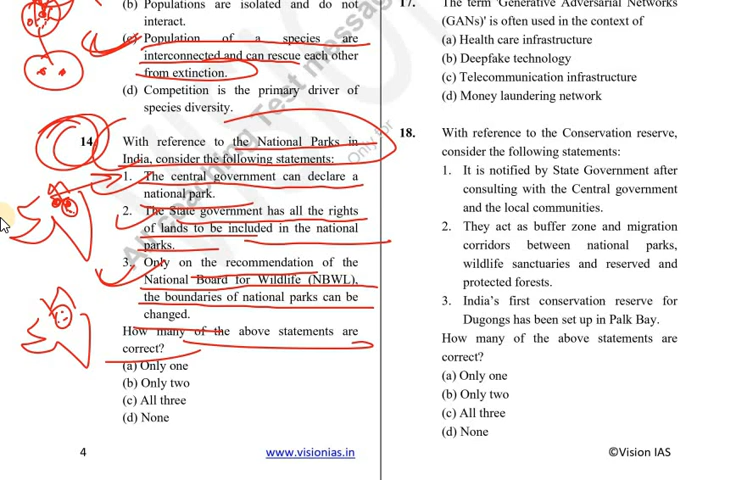 (b) Populations are isolated and do not
interact.
(c) Population of a species are
interconnected and can rescue each other
from extinction.
(d) Competition is the primary driver of
species diversity.
14. With reference to the National Parks in
India, consider the following statements:
1. The central government can declare a
national park.
2. The State government has all the rights
of lands to be included in the national
parks.
3. Only on the recommendation of the
National Board for Wildlife (NBWL),
the boundaries of national parks can be
changed.
How many of the above statements are
correct?
(a) Only one
(b) Only two
(c) All three
(d) None
17. The term 'Generative Adversarial Networks
(GANs)' is often used in the context of
(a) Health care infrastructure
(b) Deepfake technology
(c) Telecommunication infrastructure
(d) Money laundering network
18. With reference to the Conservation reserve,
consider the following statements:
1. It is notified by State Government after
consulting with the Central government
and the local communities.
2. They act as buffer zone and migration
corridors between national parks,
wildlife sanctuaries and reserved and
protected forests.
3. India's first conservation reserve for
Dugongs has been set up in Palk Bay.
How many of the above statements are
correct?
(a) Only one
(b) Only two
(c) All three
(d) None
4 www.visionias.in ©Vision IAS